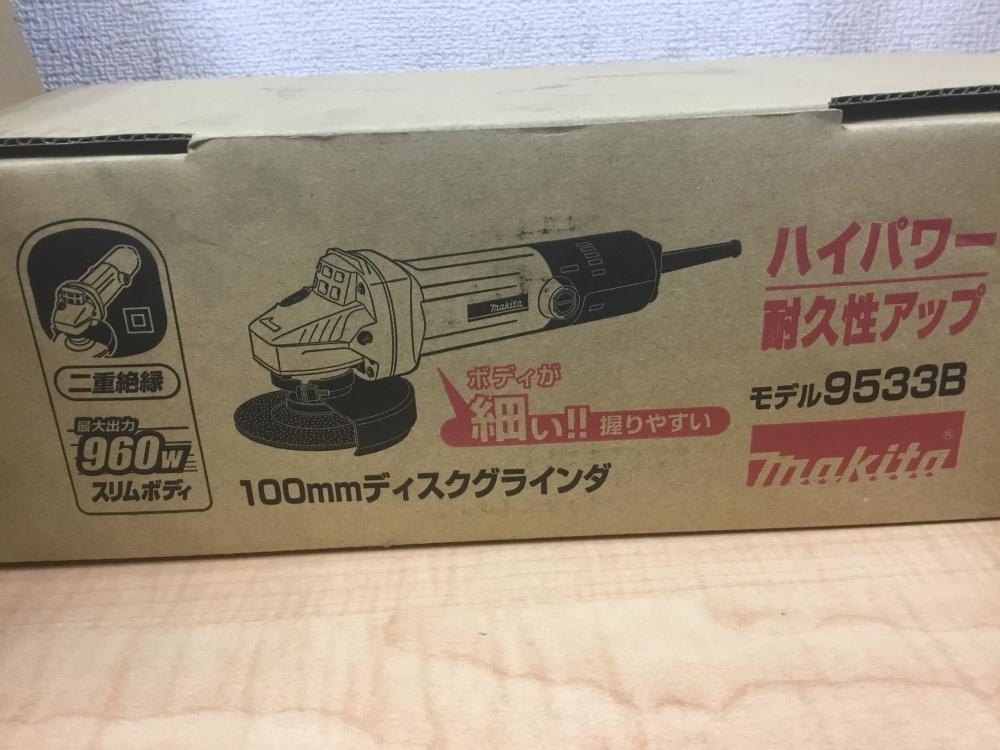 二重絶縁
最大出力
960W
スリムボディ
makita
ボディが
細い!! 握りやすい
100mmディスクグラインダ
ハイパワー
耐久性アップ
モデル9533B
makita®